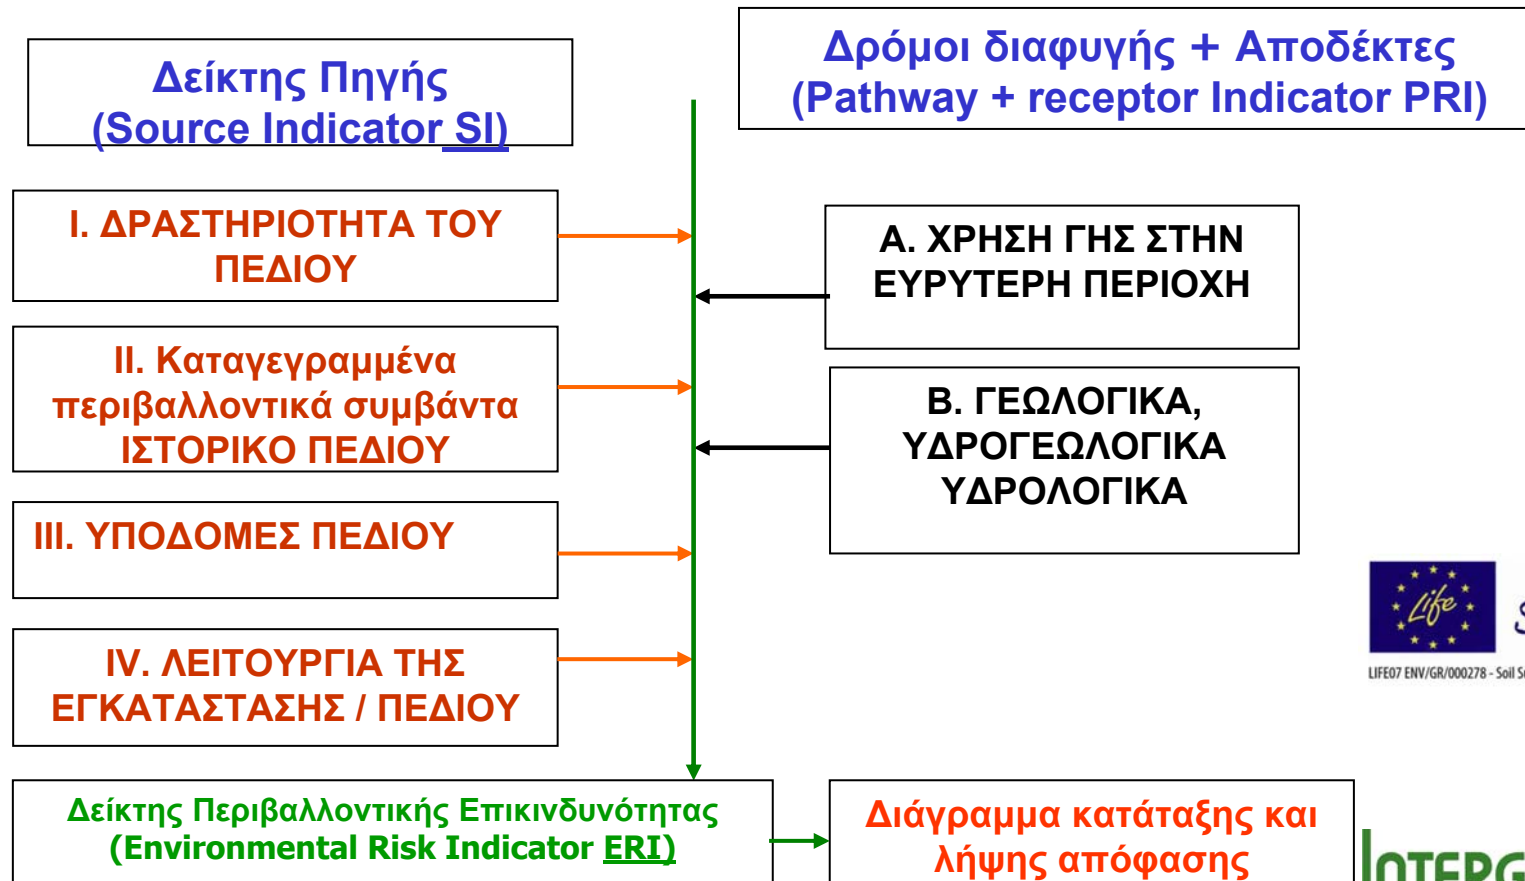 Δείκτης Πηγής
(Source Indicator SI)
Δρόμοι διαφυγής + Αποδέκτες
(Pathway + receptor Indicator PRI)
Ι. ΔΡΑΣΤΗΡΙΟΤΗΤΑ ΤΟΥ
ΠΕΔΙΟΥ
ΙΙ. Καταγεγραμμένα
περιβαλλοντικά συμβάντα
ΙΣΤΟΡΙΚΟ ΠΕΔΙΟΥ
ΙΙΙ. ΥΠΟΔΟΜΕΣ ΠΕΔΙΟΥ
IV. ΛΕΙΤΟΥΡΓΙΑ ΤΗΣ
ΕΓΚΑΤΑΣΤΑΣΗΣ / ΠΕΔΙΟΥ
Α. ΧΡΗΣΗ ΓΗΣ ΣΤΗΝ
ΕΥΡΥΤΕΡΗ ΠΕΡΙΟΧΗ
Β. ΓΕΩΛΟΓΙΚΑ,
ΥΔΡΟΓΕΩΛΟΓΙΚΑ
ΥΔΡΟΛΟΓΙΚΑ
Life
LIFE07 ENV/GR/000278 - Soil
Δείκτης Περιβαλλοντικής Επικινδυνότητας
(Environmental Risk Indicator ERI)
Διάγραμμα κατάταξης και
λήψης απόφασης